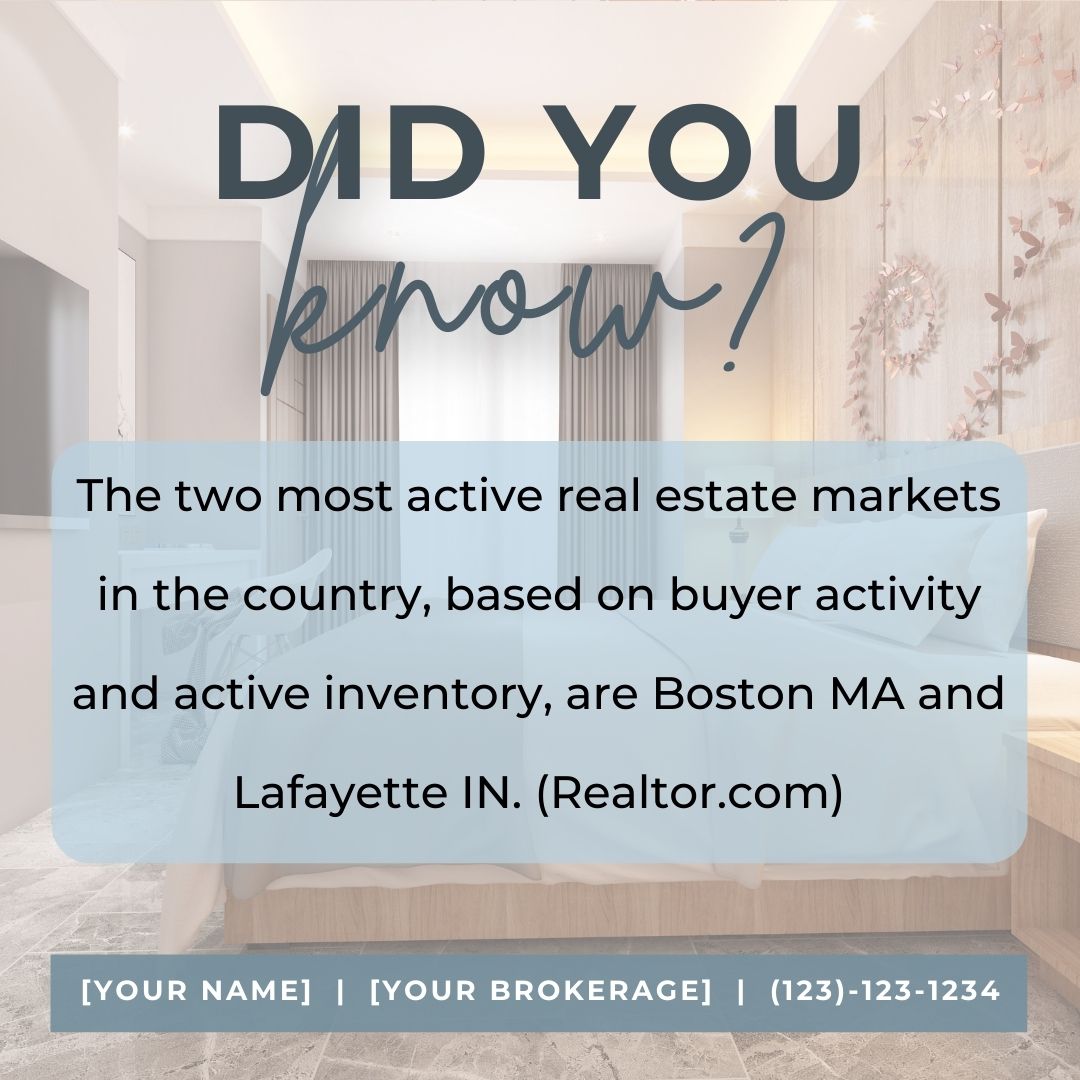 DID YOU
know?
The two most active real estate markets
in the country, based on buyer activity
and active inventory, are Boston MA and
Lafayette IN. (Realtor.com)
[YOUR NAME] | [YOUR BROKERAGE] | (123)-123-1234